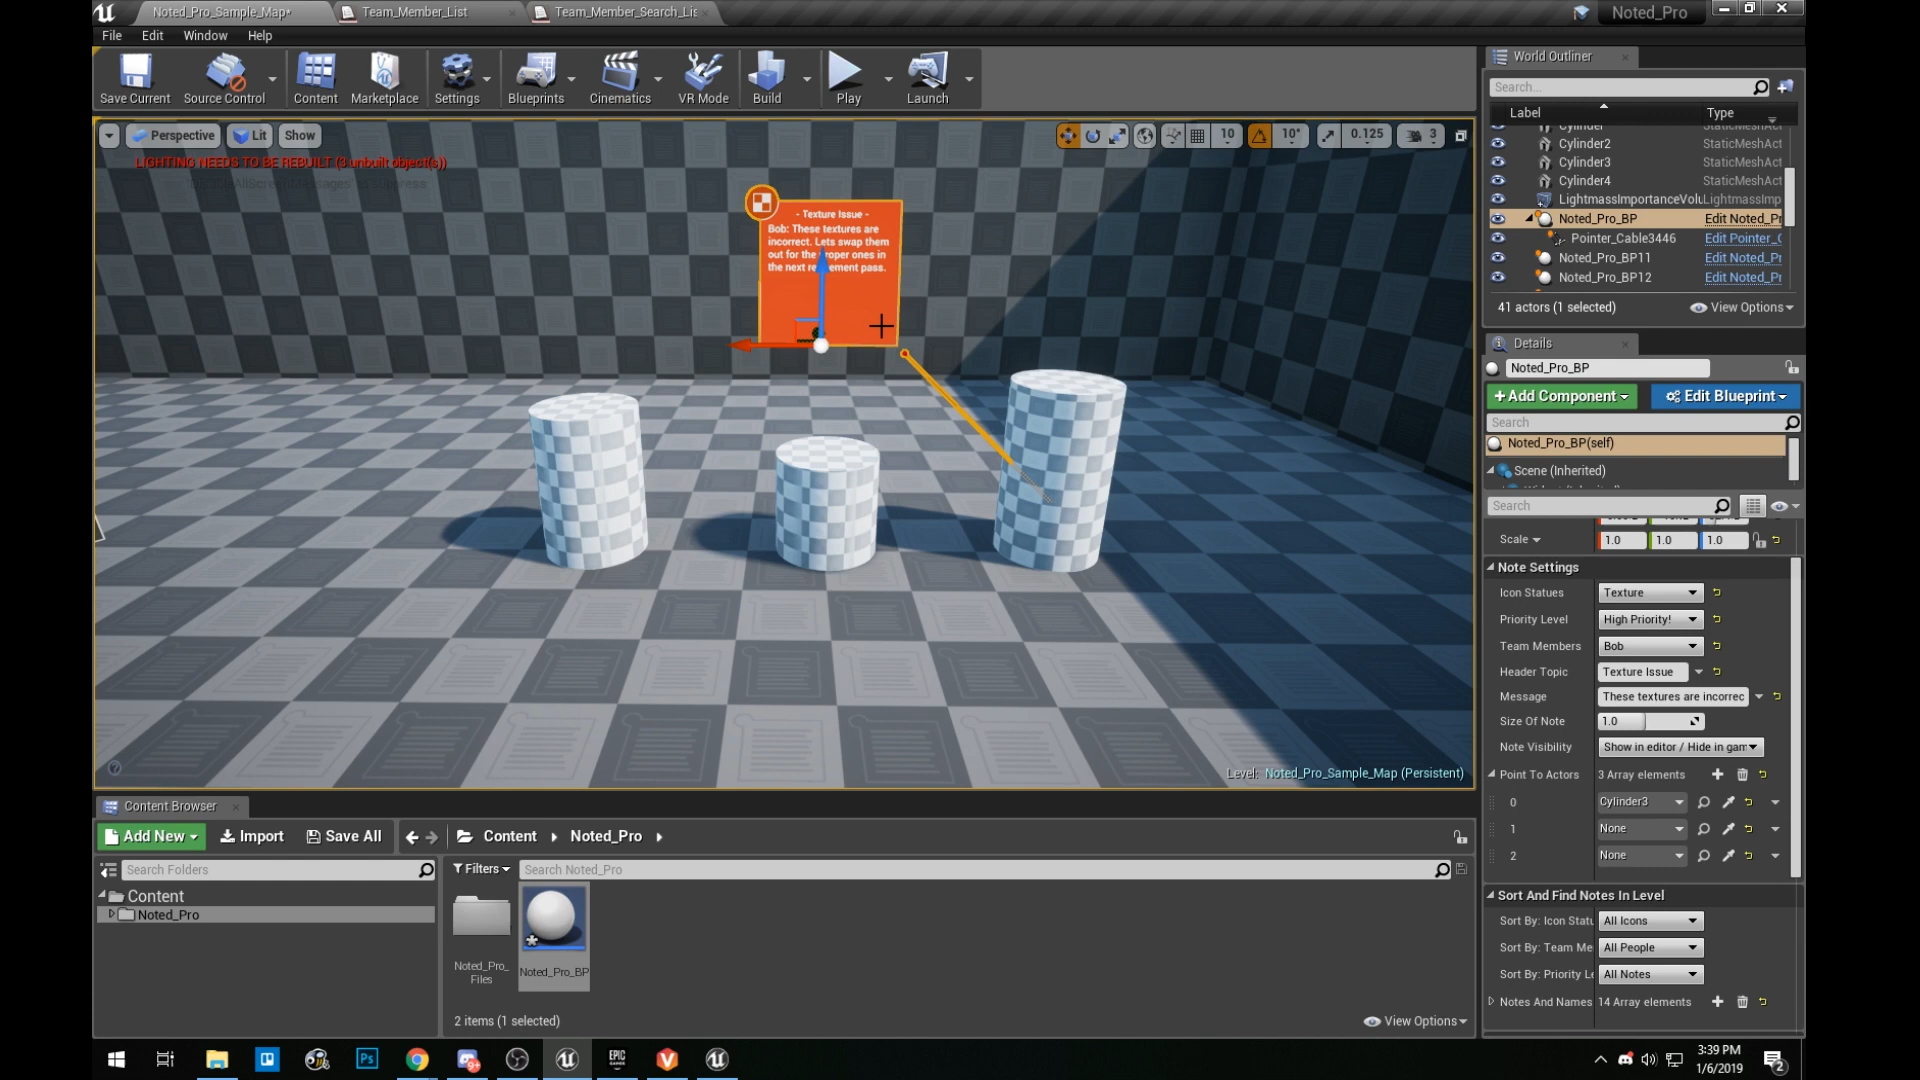 Noted_Pro_Sample_Map*
Team_Member_List
Team_Member_Search_Lis
Noted_Pro
File
Edit
Window
Help
Save Current
Source Control
Content
Marketplace
Settings
Blueprints
Cinematics
VR Mode
Build
Play
Launch
Perspective
Lit
Show
10
10°
0.125
3
LIGHTING NEEDS TO BE REBUILT (3 unbuilt object(s))
- Texture Issue -
Bob: These textures are
incorrect. Lets swap them
out for the proper ones in
the next
pass.
Level: Noted_Pro_Sample_Map (Persistent)
World Outliner
Search...
Label
Type
Cylinder
StaticMeshAct
Cylinder2
StaticMeshAct
Cylinder3
StaticMeshAct
Cylinder4
StaticMeshAct
LightmassImportanceVolu
LightmassImp
Noted_Pro_BP
Edit Noted_Pr
Pointer_Cable3446
Edit Pointer_C
Noted_Pro_BP11
Edit Noted_Pr
Noted_Pro_BP12
Edit Noted_Pr
41 actors (1 selected)
View Options
Details
Noted_Pro_BP
+Add Component
Edit Blueprint
Search
Noted_Pro_BP(self)
Scene (Inherited)
Search
Scale
1.0
1.0
1.0
Note Settings
Icon Statues
Texture
Priority Level
High Priority!
Team Members
Bob
Header Topic
Texture Issue
Message
These textures are incorrec
Size Of Note
1.0
Note Visibility
Show in editor / Hide in gam
Point To Actors
3 Array elements
0
Cylinder3
1
None
2
None
Sort And Find Notes In Level
Sort By: Icon Statu
All Icons
Sort By: Team Me
All People
Sort By: Priority Le
All Notes
Notes And Names
14 Array elements
Content Browser
Add New
Import
Save All
Content
Noted_Pro
Search Folders
Content
Noted_Pro
Filters
Search Noted_Pro
Noted_Pro_
Files
Noted_Pro_BP
2 items (1 selected)
View Options
Ps
EPIC
GAMES
3:39 PM
1/6/2019
2